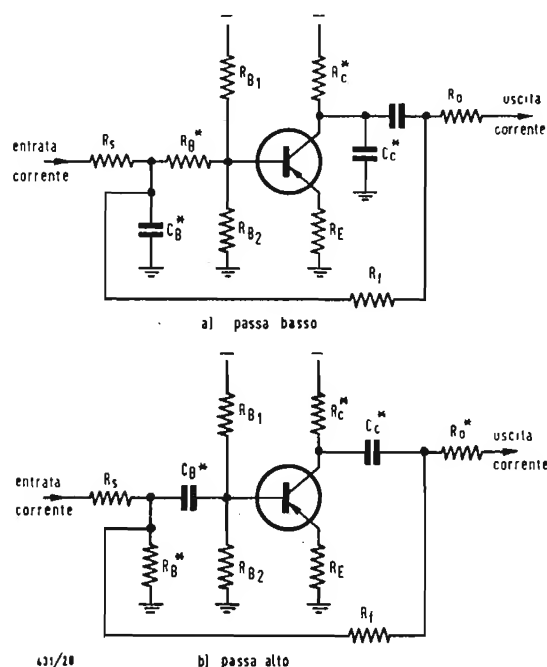 R_B1
R_C*
R_o
uscita
corrente
entrata
corrente
R_s
R_B*
C_C*
C_B*
R_B2
R_E
R_f
a) passa basso
R_B1
R_C*
C_C*
R_o*
uscita
corrente
entrata
corrente
R_s
C_B*
R_B*
R_B2
R_E
R_f
431/28
b) passa alto